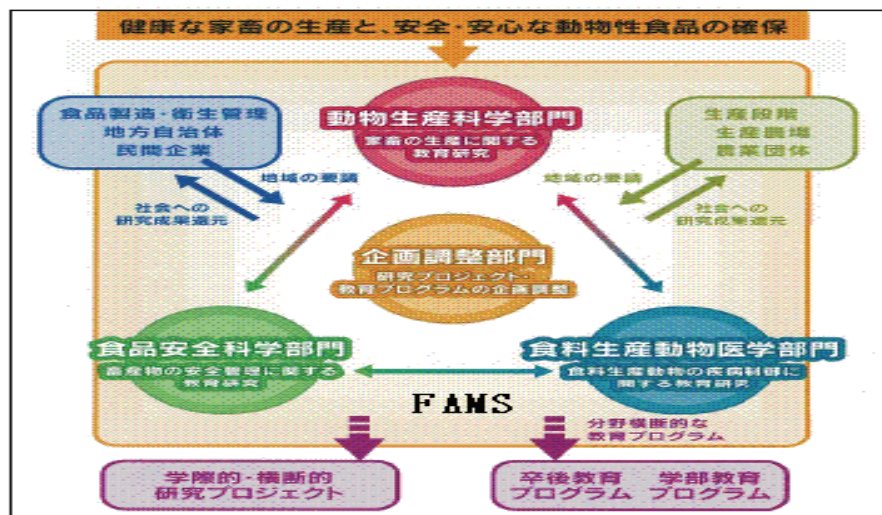 健康な家畜の生産と、安全・安心な動物性食品の確保
食品製造・衛生管理
地方自治体
民間企業
動物生産科学部門
家畜の生産に関する
教育研究
生産段階
生産農場
農業団体
地域の要請
社会への
研究成果還元
地域の要請
社会への
研究成果還元
企画調整部門
研究プロジェクト・
教育プログラムの企画調整
食品安全科学部門
畜産物の安全管理に関する
教育研究
食料生産動物医学部門
食料生産動物の疾病制御に
関する教育研究
FAMS
分野横断的な
教育プログラム
学際的・横断的
研究プロジェクト
卒後教育 学部教育
プログラム プログラム